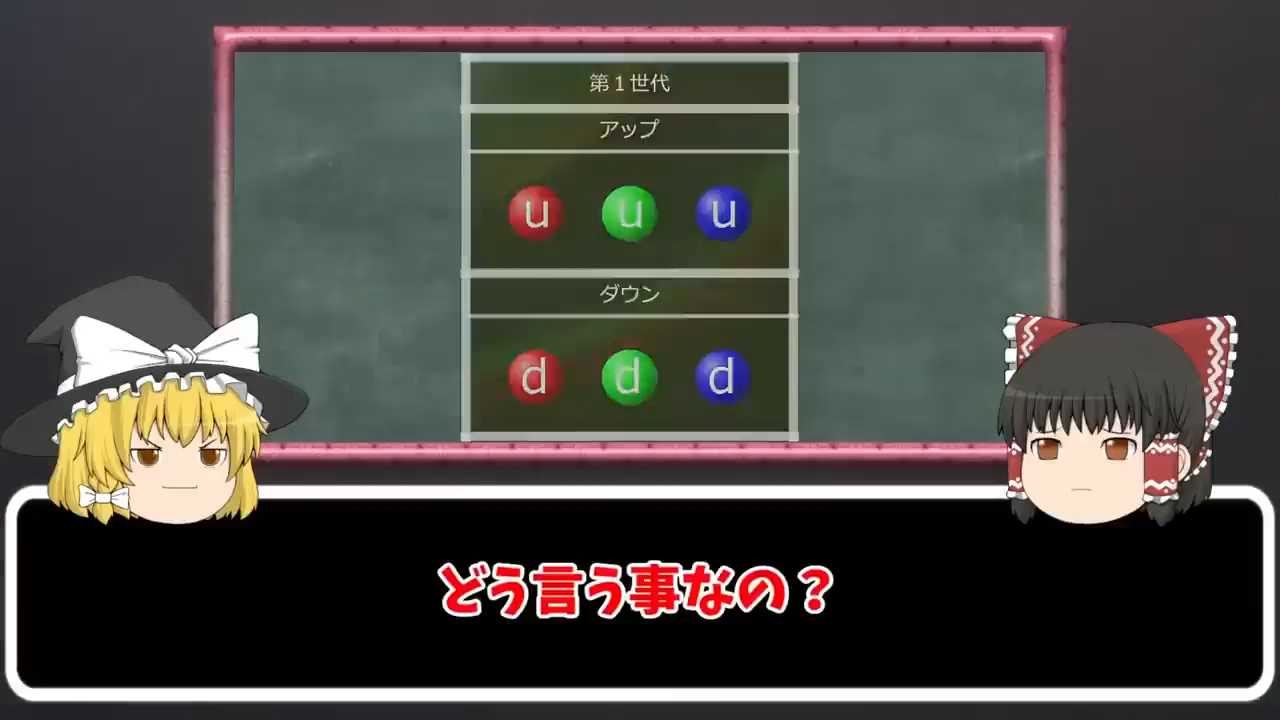 第１世代
アップ
u u u
ダウン
d d d
どう言う事なの？